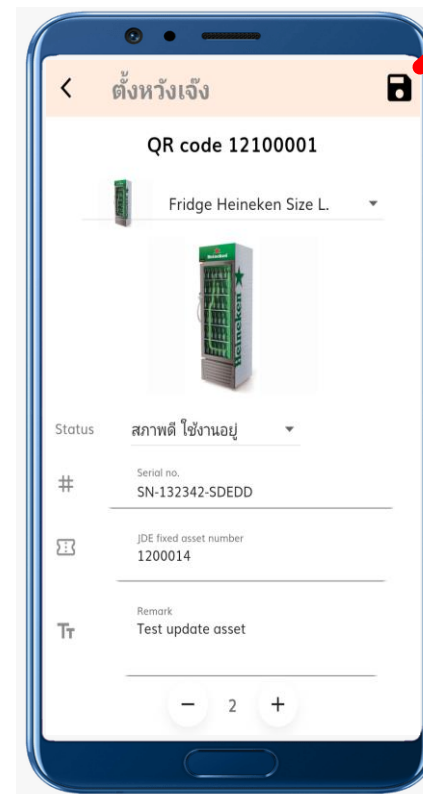 ตั้งหวังเจ๊ง
QR code 12100001
Fridge Heineken Size L.
Heineken
Heineken
Status
สภาพดี ใช้งานอยู่
Serial no.
SN-132342-SDEDD
JDE fixed asset number
1200014
Remark
Test update asset
2